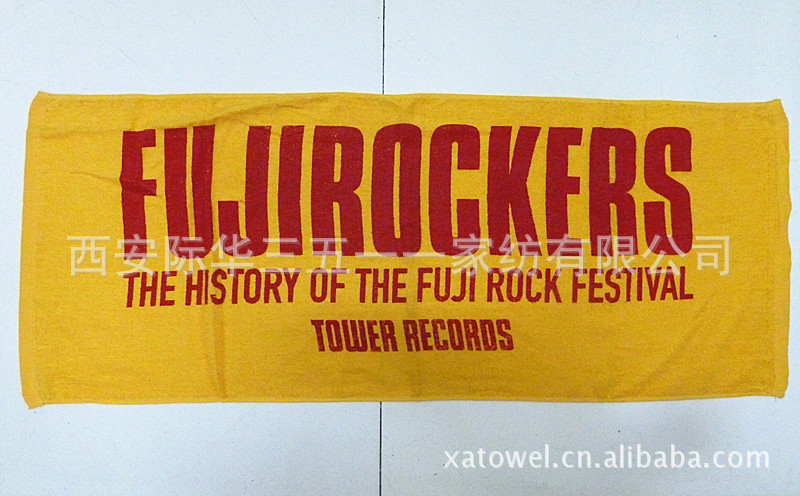 FUJIROCKERS
西安际华三五一一家纺有限公司
THE HISTORY OF THE FUJI ROCK FESTIVAL
TOWER RECORDS
xatowel.cn.alibaba.com